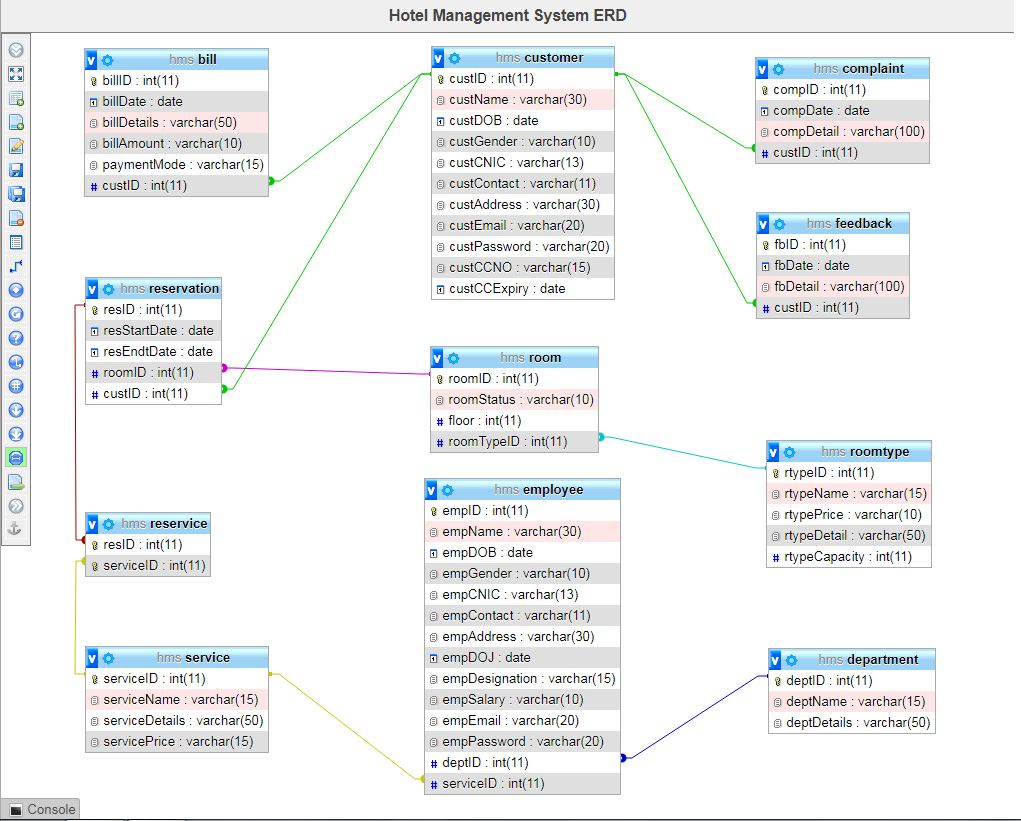 Hotel Management System ERD
hms bill
billID : int(11)
billDate : date
billDetails : varchar(50)
billAmount : varchar(10)
paymentMode : varchar(15)
custID : int(11)
hms customer
custID : int(11)
custName : varchar(30)
custDOB : date
custGender : varchar(10)
custCNIC : varchar(13)
custContact : varchar(11)
custAddress : varchar(30)
custEmail : varchar(20)
custPassword : varchar(20)
custCCNO : varchar(15)
custCCExpiry : date
hms complaint
compID : int(11)
compDate : date
compDetail : varchar(100)
custID : int(11)
hms feedback
fbID : int(11)
fbDate : date
fbDetail : varchar(100)
custID : int(11)
hms reservation
resID : int(11)
resStartDate : date
resEndtDate : date
roomID : int(11)
custID : int(11)
hms room
roomID : int(11)
roomStatus : varchar(10)
floor : int(11)
roomTypeID : int(11)
hms roomtype
rtypeID : int(11)
rtypeName : varchar(15)
rtypePrice : varchar(10)
rtypeDetail : varchar(50)
rtypeCapacity : int(11)
hms reservice
resID : int(11)
serviceID : int(11)
hms employee
empID : int(11)
empName : varchar(30)
empDOB : date
empGender : varchar(10)
empCNIC : varchar(13)
empContact : varchar(11)
empAddress : varchar(30)
empDOJ : date
empDesignation : varchar(15)
empSalary : varchar(10)
empEmail : varchar(20)
empPassword : varchar(20)
deptID : int(11)
serviceID : int(11)
hms service
serviceID : int(11)
serviceName : varchar(15)
serviceDetails : varchar(50)
servicePrice : varchar(15)
hms department
deptID : int(11)
deptName : varchar(15)
deptDetails : varchar(50)
Console